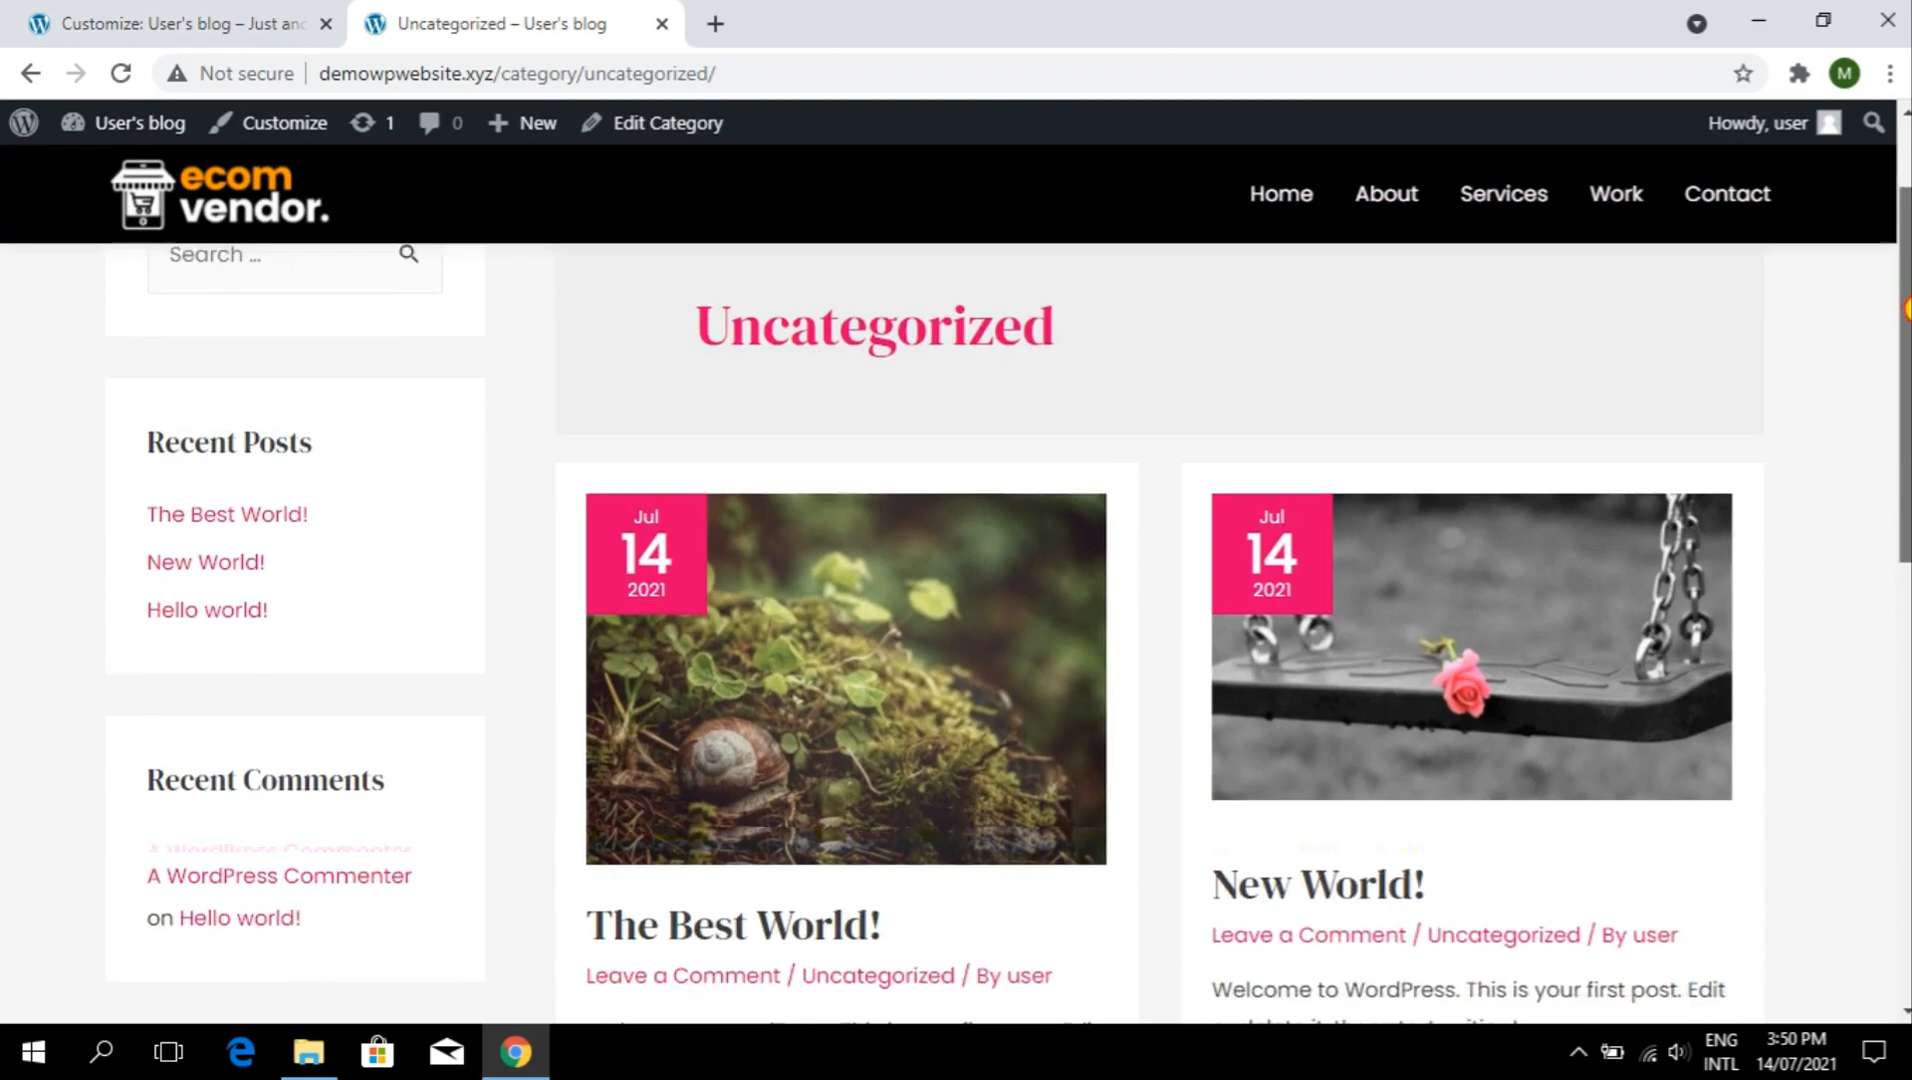 Customize: User's blog – Just anc
Uncategorized – User's blog
Not secure
demowpwebsite.xyz/category/uncategorized/
M
User's blog
Customize
1
0
New
Edit Category
Howdy, user
ecom
vendor.
Home
About
Services
Work
Contact
Search …
Uncategorized
Recent Posts
The Best World!
New World!
Hello world!
Recent Comments
A WordPress Commenter
on Hello world!
Jul
14
2021
The Best World!
Leave a Comment / Uncategorized / By user
Jul
14
2021
New World!
Leave a Comment / Uncategorized / By user
Welcome to WordPress. This is your first post. Edit
ENG
INTL
3:50 PM
14/07/2021